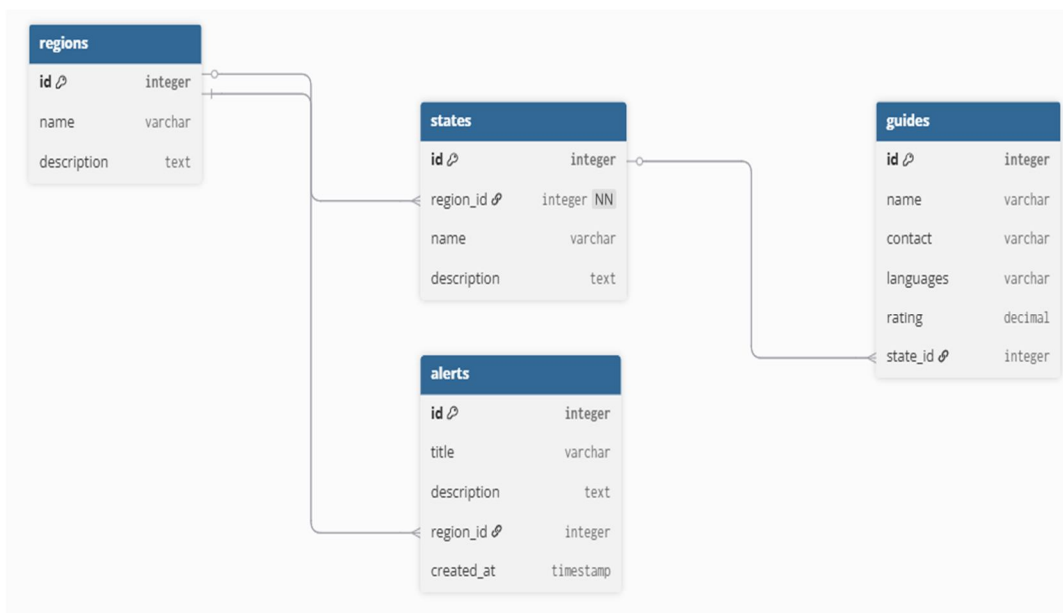 regions
id integer
name varchar
description text
states
id integer
region_id integer NN
name varchar
description text
alerts
id integer
title varchar
description text
region_id integer
created_at timestamp
guides
id integer
name varchar
contact varchar
languages varchar
rating decimal
state_id integer